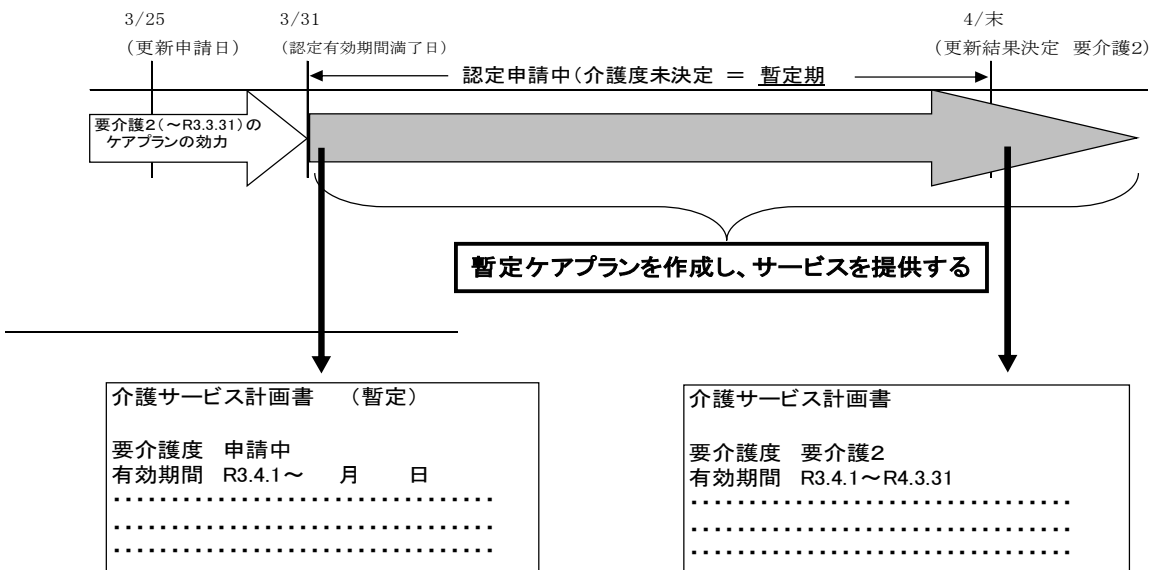 3/25
(更新申請日)
3/31
(認定有効期間満了日)
4/末
(更新結果決定 要介護2)
認定申請中(介護度未決定 = 暫定期
要介護2(~R3.3.31)の
ケアプランの効力
暫定ケアプランを作成し、サービスを提供する
介護サービス計画書 (暫定)
要介護度 申請中
有効期間 R3.4.1~ 月 日
介護サービス計画書
要介護度 要介護2
有効期間 R3.4.1~R4.3.31